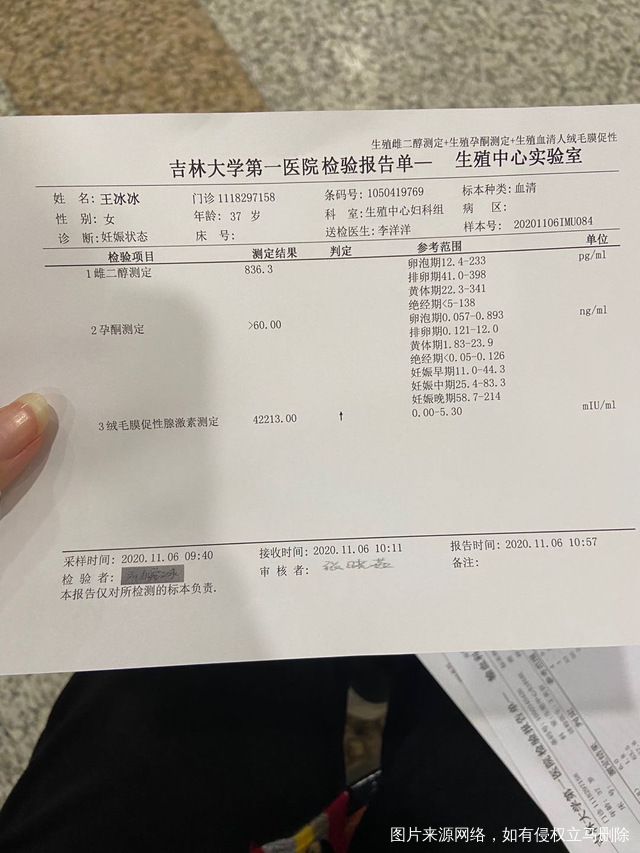 生殖雌二醇测定+生殖孕酮测定+生殖血清人绒毛膜促性
吉林大学第一医院检验报告单— 生殖中心实验室
姓 名:王冰冰 门诊1118297158 条码号:1050419769 标本种类:血清
性 别:女 年龄: 37 岁 科 室:生殖中心妇科组 病 区:
诊 断:妊娠状态 床 号: 送检医生:李洋洋 样本号: 20201106IMU084
检验项目 测定结果 判定 参考范围 单位
1雌二醇测定 836.3 卵泡期12.4-233 pg/ml
排卵期41.0-398
黄体期22.3-341
绝经期<5-138
2孕酮测定 >60.00 卵泡期0.057-0.893 ng/ml
排卵期0.121-12.0
黄体期1.83-23.9
绝经期<0.05-0.126
妊娠早期11.0-44.3
妊娠中期25.4-83.3
妊娠晚期58.7-214
3绒毛膜促性腺激素测定 42213.00 ↑ 0.00-5.30 mIU/ml
采样时间: 2020.11.06 09:40 接收时间: 2020.11.06 10:11 报告时间: 2020.11.06 10:57
检 验 者: 审 核 者: 备注:
本报告仅对所检测的标本负责.
图片来源网络，如有侵权立马删除